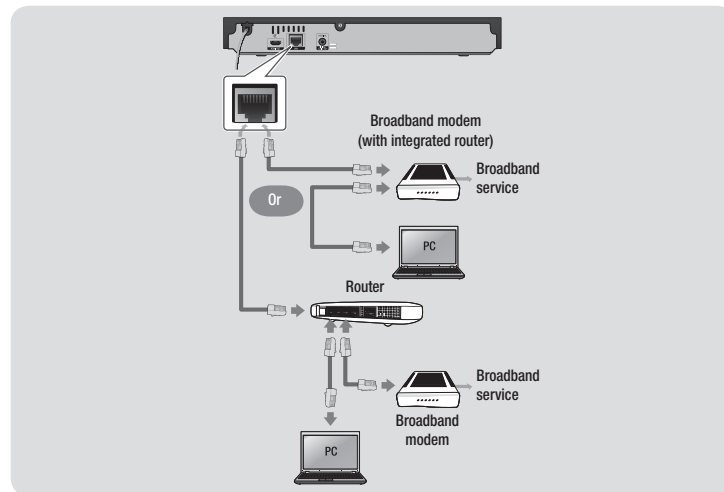 Broadband modem
(with integrated router)
Broadband
service
Or
PC
Router
Broadband
service
Broadband
modem
PC